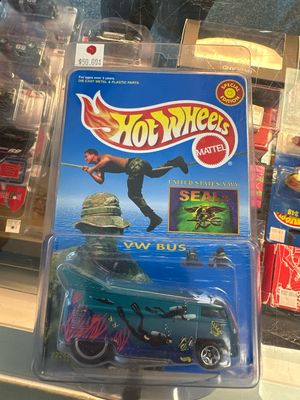 $50.00
For ages over 3 years.
DIE CAST METAL & PLASTIC PARTS
SPECIAL
EDITION
HOT WHEELS
MATTEL
UNITED STATES NAVY
SEALS
VW BUS